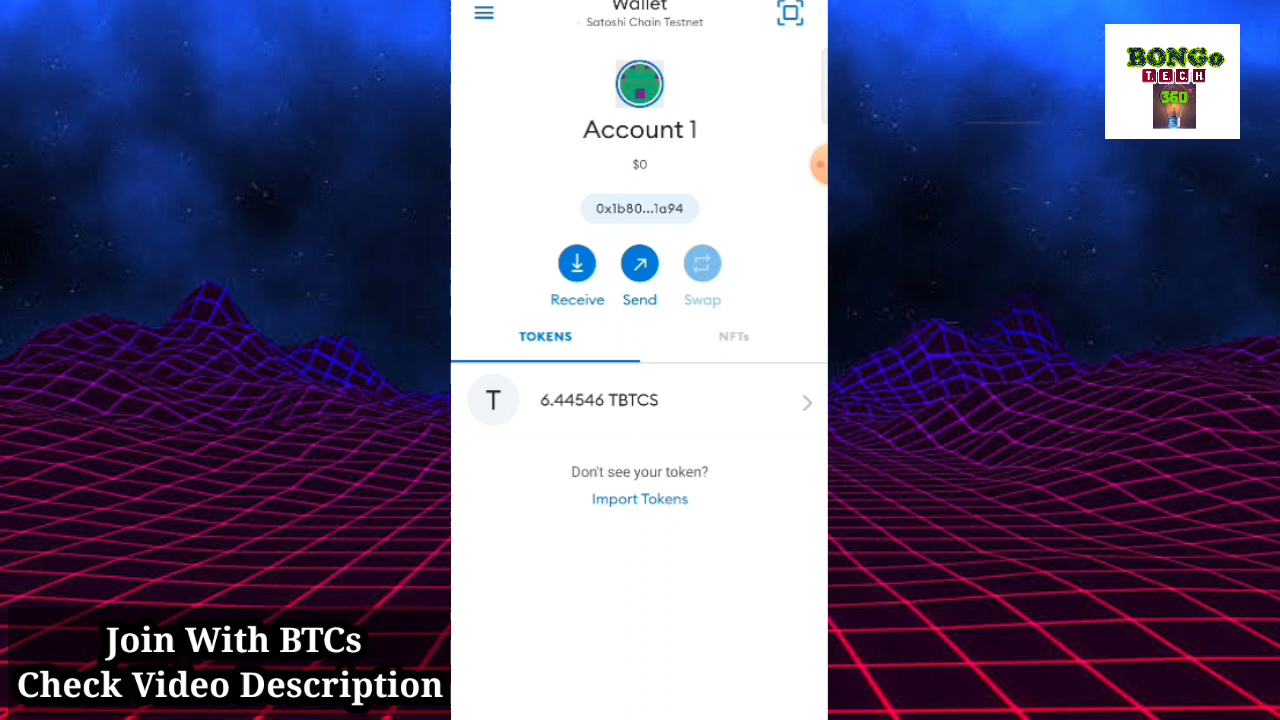 Wallet
Satoshi Chain Testnet
BONGo
TECH
360°
Account 1
$0
0x1b80...1a94
Receive
Send
Swap
TOKENS
NFTs
T
6.44546 TBTCS
Don't see your token?
Import Tokens
Join With BTCs
Check Video Description